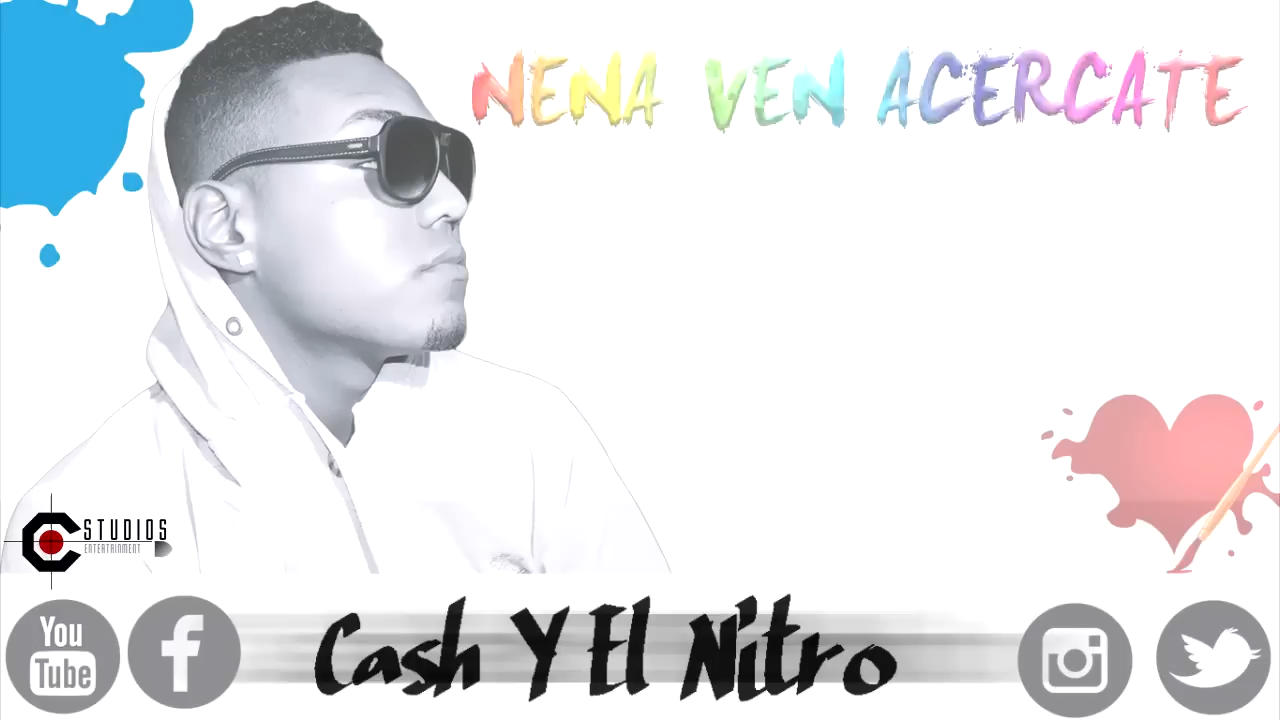 NENA VEN ACERCATE
STUDIOS
ENTERTAINMENT
You
Tube
f
Cash Y El Nitro